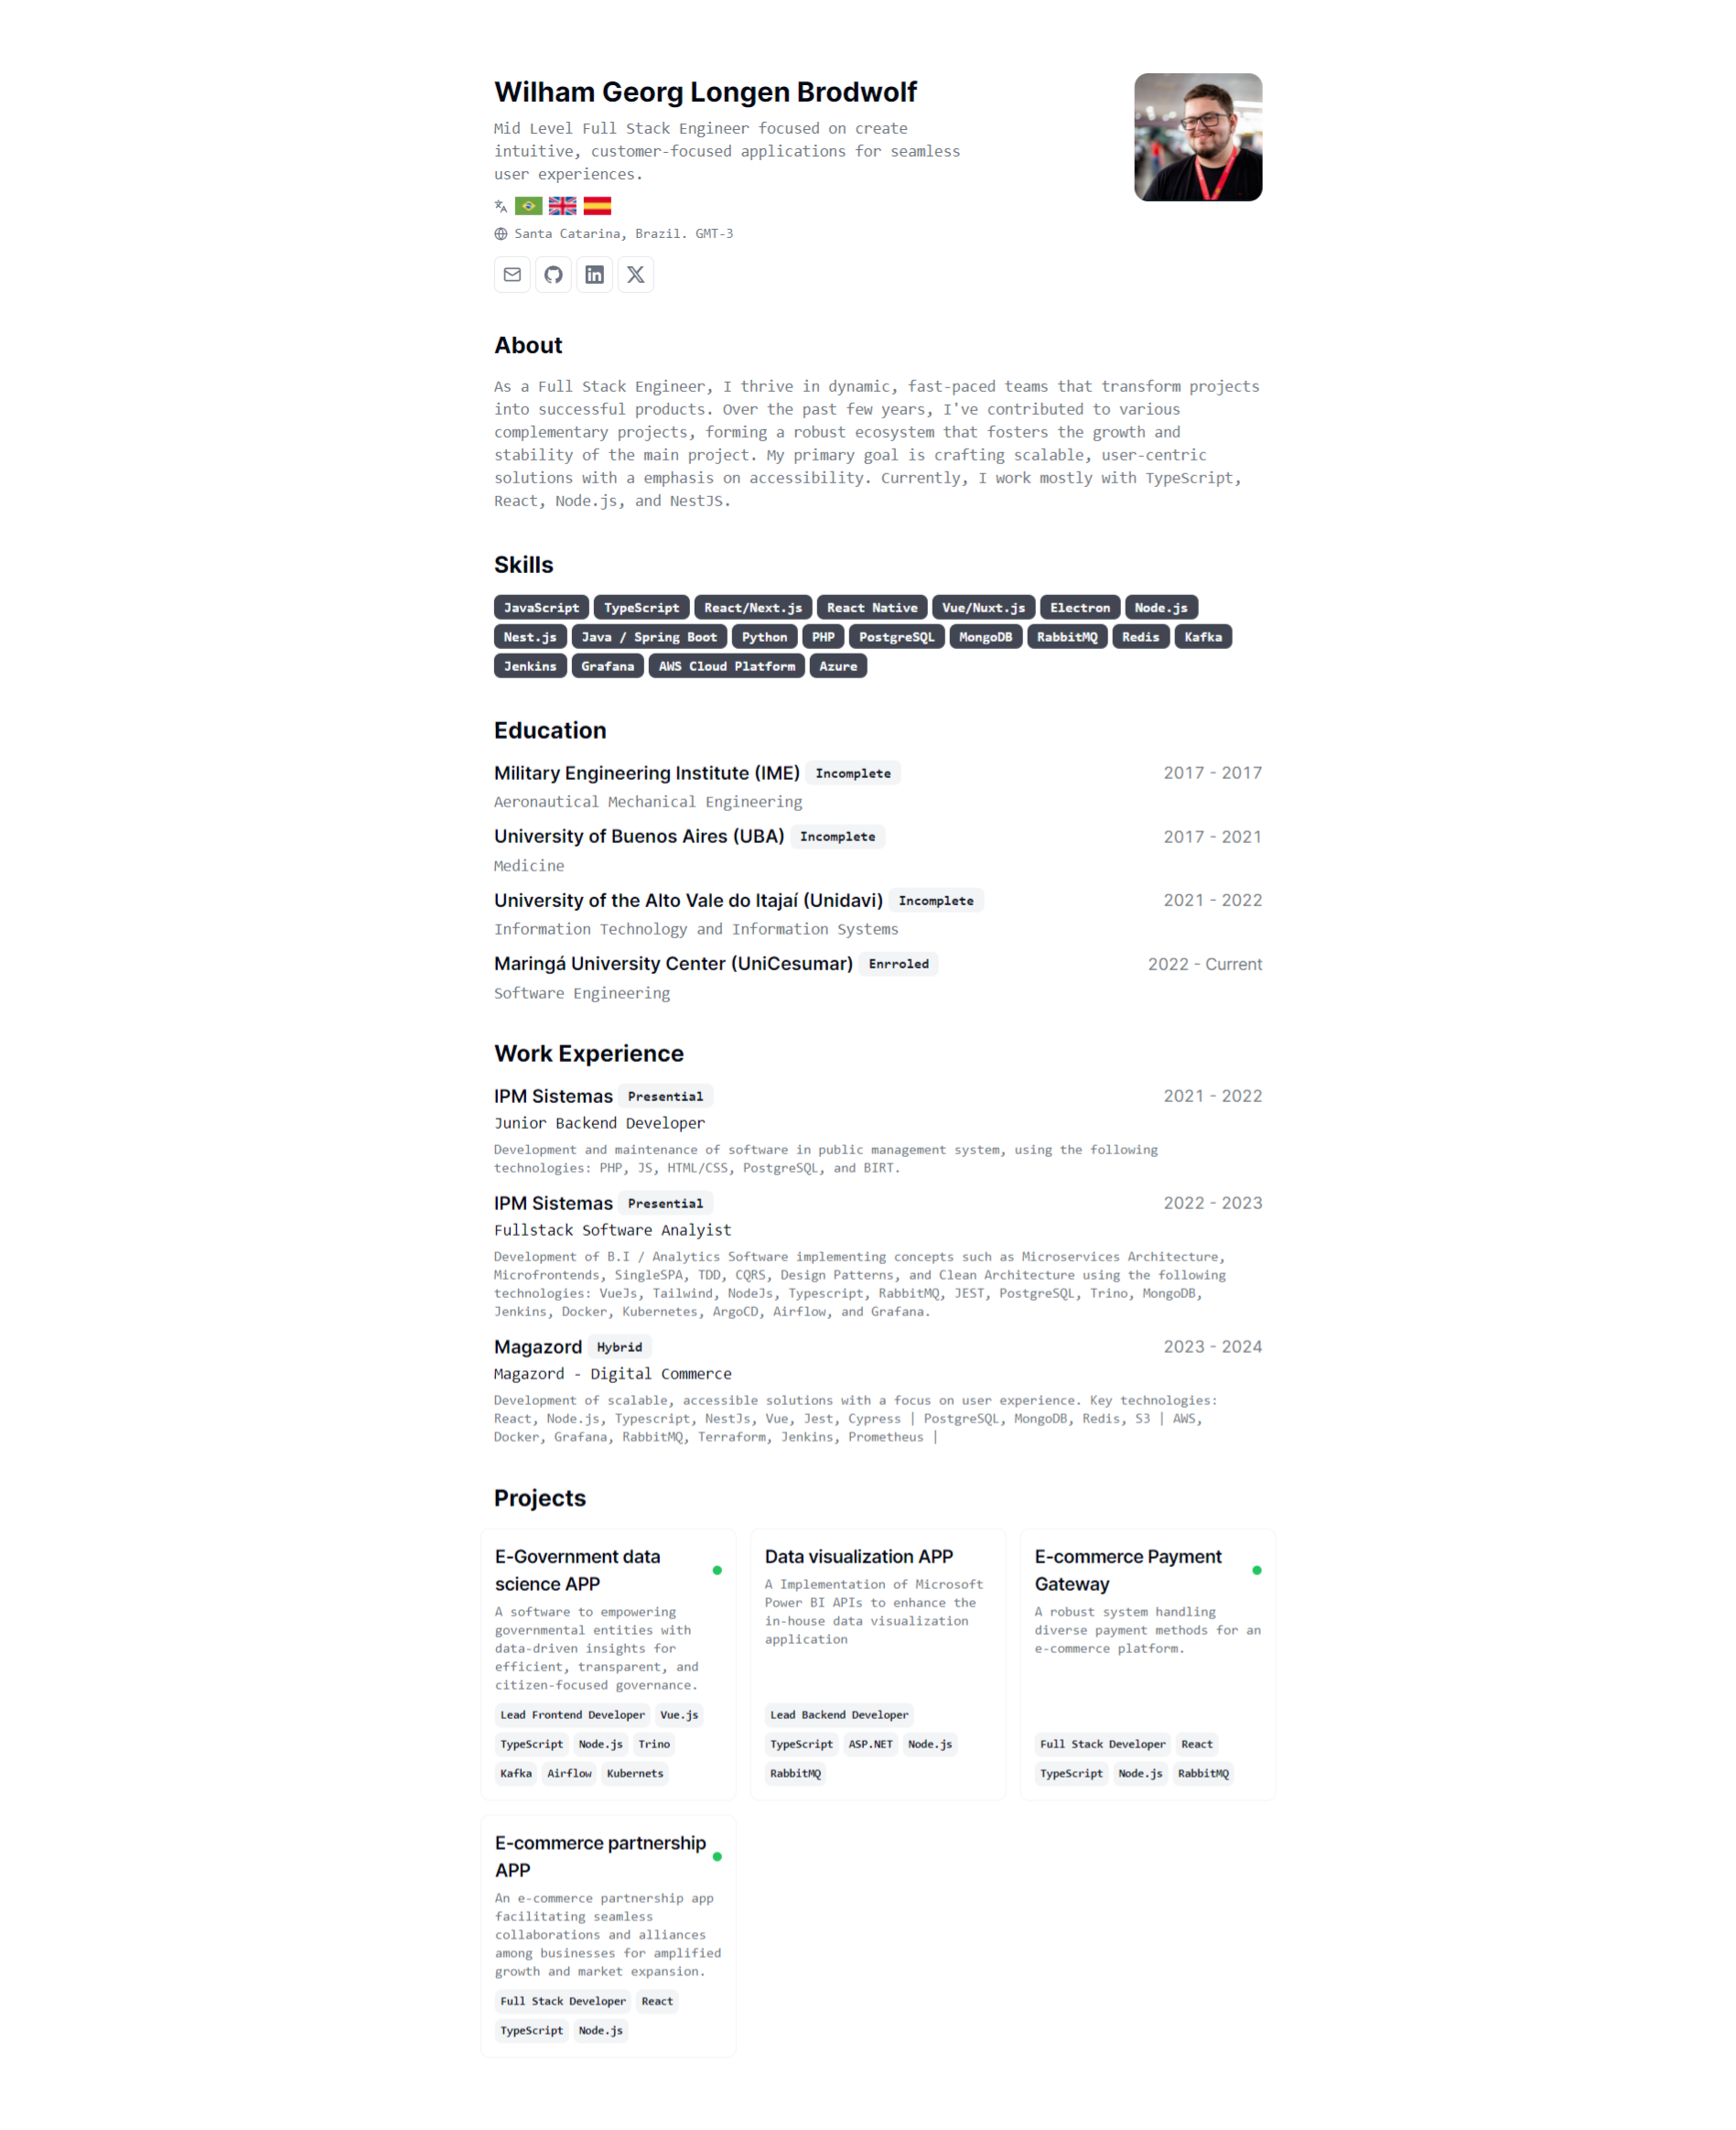 Wilham Georg Longen Brodwolf
Mid Level Full Stack Engineer focused on create
intuitive, customer-focused applications for seamless
user experiences.
Santa Catarina, Brazil. GMT-3
in X
About
As a Full Stack Engineer, I thrive in dynamic, fast-paced teams that transform projects
into successful products. Over the past few years, I've contributed to various
complementary projects, forming a robust ecosystem that fosters the growth and
stability of the main project. My primary goal is crafting scalable, user-centric
solutions with a emphasis on accessibility. Currently, I work mostly with TypeScript,
React, Node.js, and NestJS.
Skills
JavaScript TypeScript React/Next.js React Native Vue/Nuxt.js Electron Node.js
Nest.js Java / Spring Boot Python PHP PostgreSQL MongoDB RabbitMQ Redis Kafka
Jenkins Grafana AWS Cloud Platform Azure
Education
Military Engineering Institute (IME) Incomplete 2017 - 2017
Aeronautical Mechanical Engineering
University of Buenos Aires (UBA) Incomplete 2017 - 2021
Medicine
University of the Alto Vale do Itajaí (Unidavi) Incomplete 2021 - 2022
Information Technology and Information Systems
Maringá University Center (UniCesumar) Enrroled 2022 - Current
Software Engineering
Work Experience
IPM Sistemas Presential 2021 - 2022
Junior Backend Developer
Development and maintenance of software in public management system, using the following
technologies: PHP, JS, HTML/CSS, PostgreSQL, and BIRT.
IPM Sistemas Presential 2022 - 2023
Fullstack Software Analyist
Development of B.I / Analytics Software implementing concepts such as Microservices Architecture,
Microfrontends, SingleSPA, TDD, CQRS, Design Patterns, and Clean Architecture using the following
technologies: VueJs, Tailwind, NodeJs, Typescript, RabbitMQ, JEST, PostgreSQL, Trino, MongoDB,
Jenkins, Docker, Kubernetes, ArgoCD, Airflow, and Grafana.
Magazord Hybrid 2023 - 2024
Magazord - Digital Commerce
Development of scalable, accessible solutions with a focus on user experience. Key technologies:
React, Node.js, Typescript, NestJs, Vue, Jest, Cypress | PostgreSQL, MongoDB, Redis, S3 | AWS,
Docker, Grafana, RabbitMQ, Terraform, Jenkins, Prometheus |
Projects
E-Government data
science APP
A software to empowering
governmental entities with
data-driven insights for
efficient, transparent, and
citizen-focused governance.
Lead Frontend Developer Vue.js
TypeScript Node.js Trino
Kafka Airflow Kubernets
Data visualization APP
A Implementation of Microsoft
Power BI APIs to enhance the
in-house data visualization
application
Lead Backend Developer
TypeScript ASP.NET Node.js
RabbitMQ
E-commerce Payment
Gateway
A robust system handling
diverse payment methods for an
e-commerce platform.
Full Stack Developer React
TypeScript Node.js RabbitMQ
E-commerce partnership
APP
An e-commerce partnership app
facilitating seamless
collaborations and alliances
among businesses for amplified
growth and market expansion.
Full Stack Developer React
TypeScript Node.js